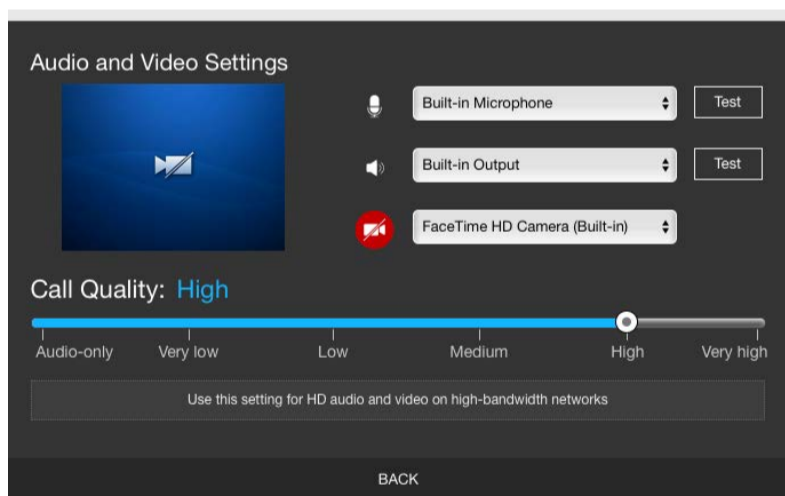 Audio and Video Settings
Built-in Microphone
Test
Built-in Output
Test
FaceTime HD Camera (Built-in)
Call Quality: High
Audio-only
Very low
Low
Medium
High
Very high
Use this setting for HD audio and video on high-bandwidth networks
BACK